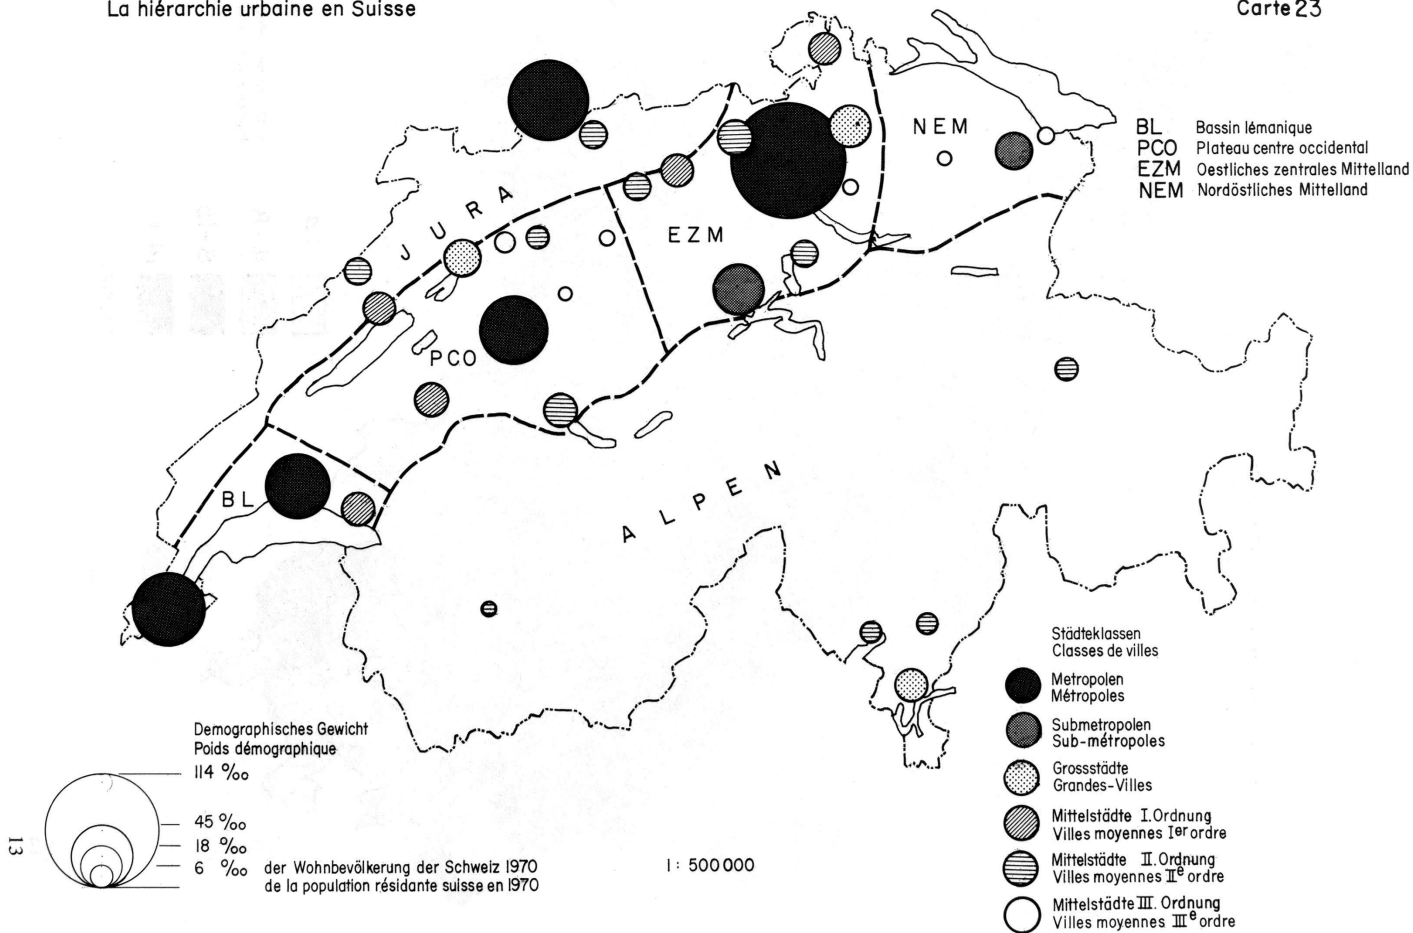 La hiérarchie urbaine en Suisse
Carte 23
BL Bassin lémanique
PCO Plateau centre occidental
EZM Oestliches zentrales Mittelland
NEM Nordöstliches Mittelland
NEM
JURA
EZM
PCO
BL
ALPEN
Städteklassen
Classes de villes
Metropolen
Métropoles
Submetropolen
Sub-métropoles
Grossstädte
Grandes-Villes
Mittelstädte I. Ordnung
Villes moyennes Ier ordre
Mittelstädte II. Ordnung
Villes moyennes IIe ordre
Mittelstädte III. Ordnung
Villes moyennes IIIe ordre
Demographisches Gewicht
Poids démographique
114 ‰
45 ‰
18 ‰
6 ‰ der Wohnbevölkerung der Schweiz 1970
de la population résidante suisse en 1970
1 : 500 000
13